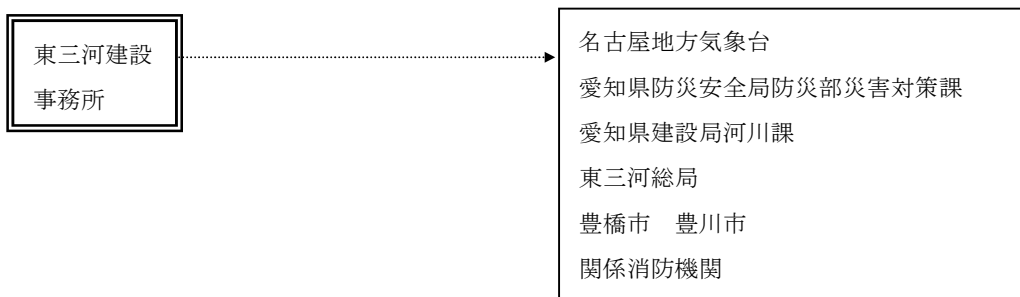 東三河建設
事務所
名古屋地方気象台
愛知県防災安全局防災部災害対策課
愛知県建設局河川課
東三河総局
豊橋市　豊川市
関係消防機関